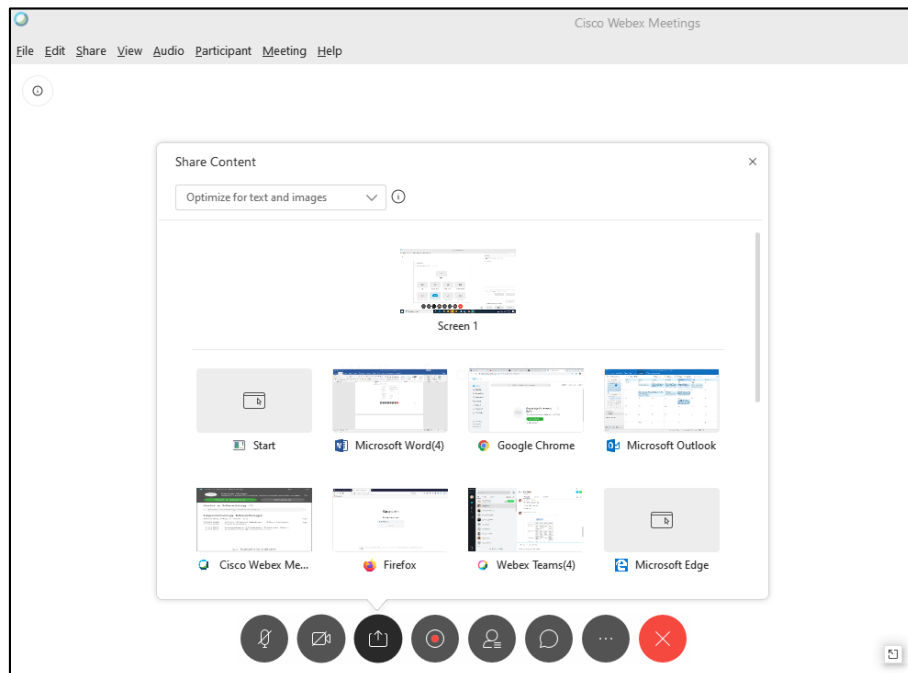 Cisco Webex Meetings
File Edit Share View Audio Participant Meeting Help
Share Content
Optimize for text and images
Screen 1
Start Microsoft Word(4) Google Chrome Microsoft Outlook
Cisco Webex Me... Firefox Webex Teams(4) Microsoft Edge